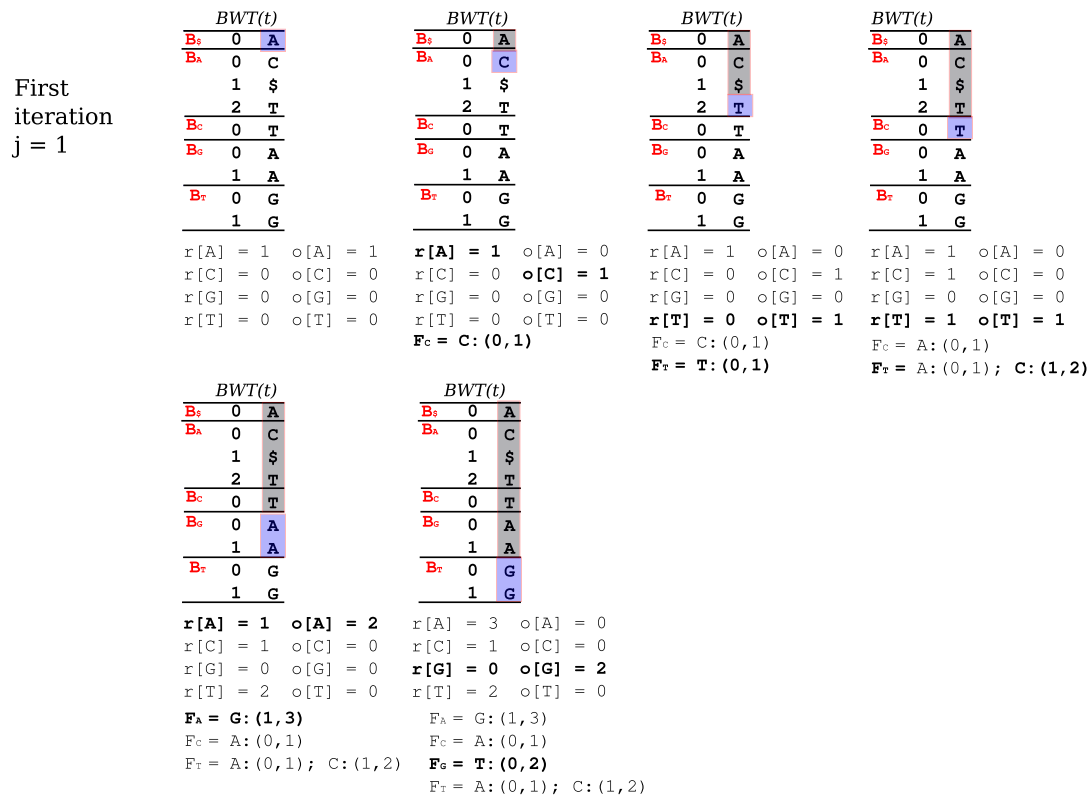 First
iteration
j = 1
BWT(t)
B$ 0 A
BA 0 C
1 $
2 T
BC 0 T
BG 0 A
1 A
BT 0 G
1 G
r[A] = 1 o[A] = 1
r[C] = 0 o[C] = 0
r[G] = 0 o[G] = 0
r[T] = 0 o[T] = 0
BWT(t)
B$ 0 A
BA 0 C
1 $
2 T
BC 0 T
BG 0 A
1 A
BT 0 G
1 G
r[A] = 1 o[A] = 0
r[C] = 0 o[C] = 1
r[G] = 0 o[G] = 0
r[T] = 0 o[T] = 0
FC = C:(0,1)
BWT(t)
B$ 0 A
BA 0 C
1 $
2 T
BC 0 T
BG 0 A
1 A
BT 0 G
1 G
r[A] = 1 o[A] = 0
r[C] = 0 o[C] = 1
r[G] = 0 o[G] = 0
r[T] = 0 o[T] = 1
FC = C:(0,1)
FT = T:(0,1)
BWT(t)
B$ 0 A
BA 0 C
1 $
2 T
BC 0 T
BG 0 A
1 A
BT 0 G
1 G
r[A] = 1 o[A] = 0
r[C] = 1 o[C] = 0
r[G] = 0 o[G] = 0
r[T] = 1 o[T] = 1
FC = A:(0,1)
FT = A:(0,1); C:(1,2)
BWT(t)
B$ 0 A
BA 0 C
1 $
2 T
BC 0 T
BG 0 A
1 A
BT 0 G
1 G
r[A] = 1 o[A] = 2
r[C] = 1 o[C] = 0
r[G] = 0 o[G] = 0
r[T] = 2 o[T] = 0
FA = G:(1,3)
FC = A:(0,1)
FT = A:(0,1); C:(1,2)
BWT(t)
B$ 0 A
BA 0 C
1 $
2 T
BC 0 T
BG 0 A
1 A
BT 0 G
1 G
r[A] = 3 o[A] = 0
r[C] = 1 o[C] = 0
r[G] = 0 o[G] = 2
r[T] = 2 o[T] = 0
FA = G:(1,3)
FC = A:(0,1)
FG = T:(0,2)
FT = A:(0,1); C:(1,2)